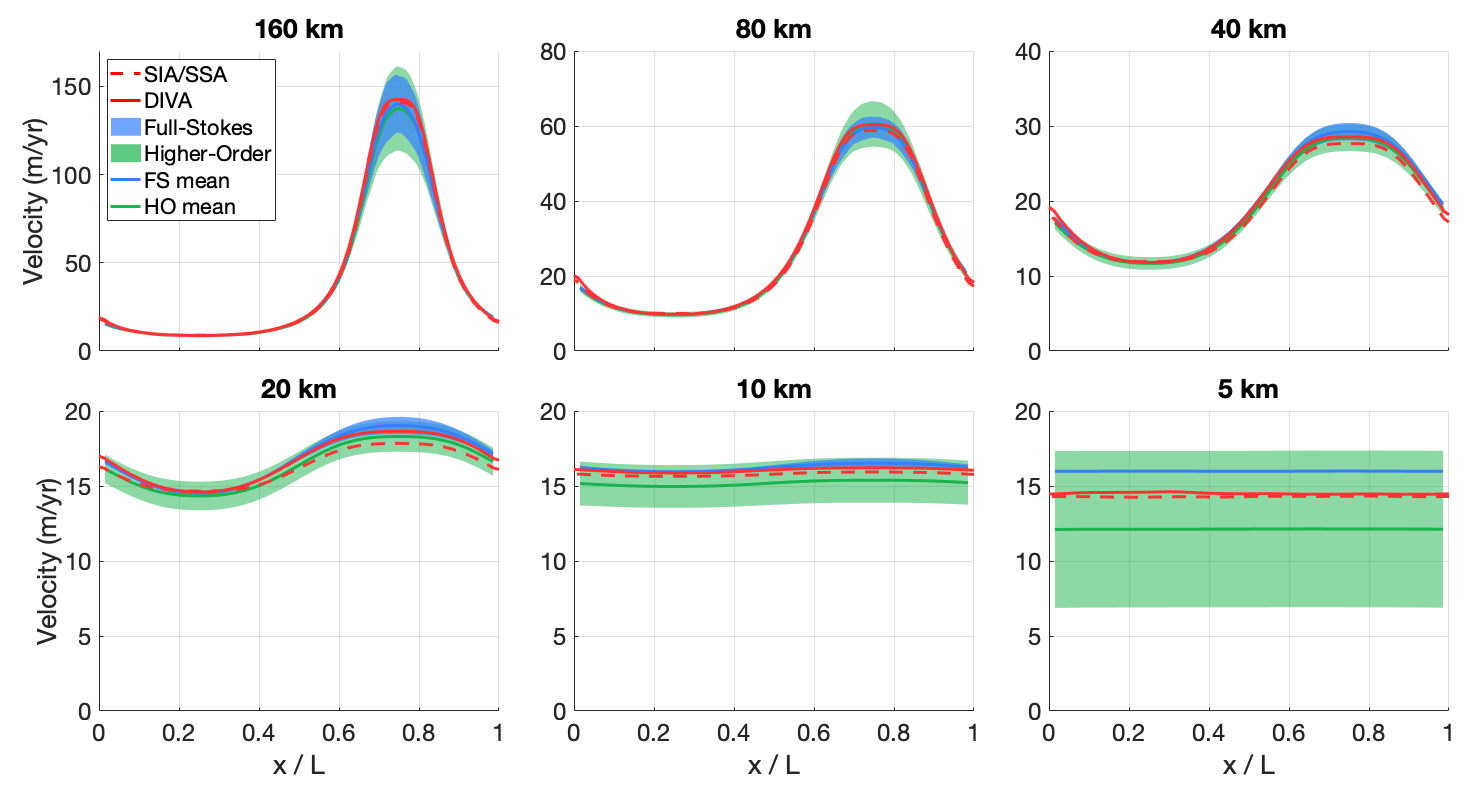 160 km
80 km
40 km
Velocity (m/yr)
150
100
50
0
SIA/SSA
DIVA
Full-Stokes
Higher-Order
FS mean
HO mean
80
60
40
20
0
40
30
20
10
0
20 km
10 km
5 km
Velocity (m/yr)
20
15
10
5
0
0 0.2 0.4 0.6 0.8 1
x / L
20
15
10
5
0
0 0.2 0.4 0.6 0.8 1
x / L
20
15
10
5
0
0 0.2 0.4 0.6 0.8 1
x / L